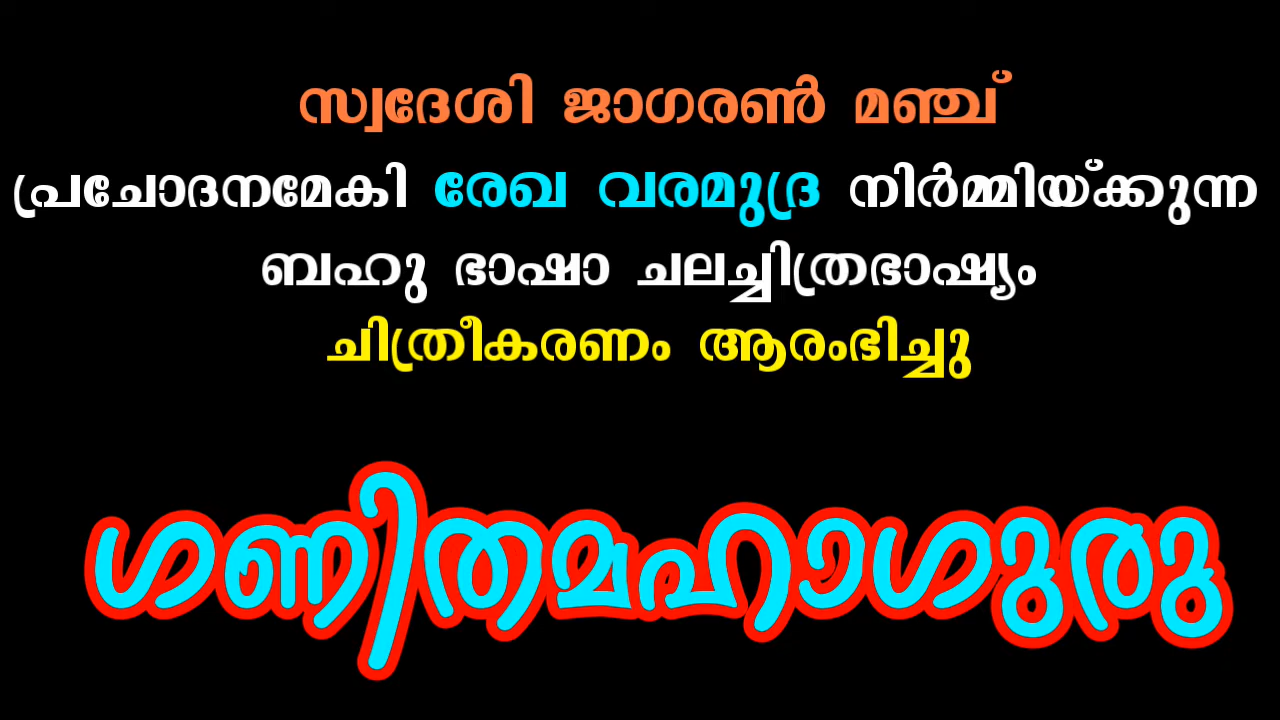 സ്വദേശി ജാഗരൺ മഞ്ച്
പ്രചോദനമേകി രേഖ വരമുദ്ര നിർമ്മിയ്ക്കുന്ന
ബഹു ഭാഷാ ചലച്ചിത്രഭാഷ്യം
ചിത്രീകരണം ആരംഭിച്ചു
ഗണിതമഹാഗുരു